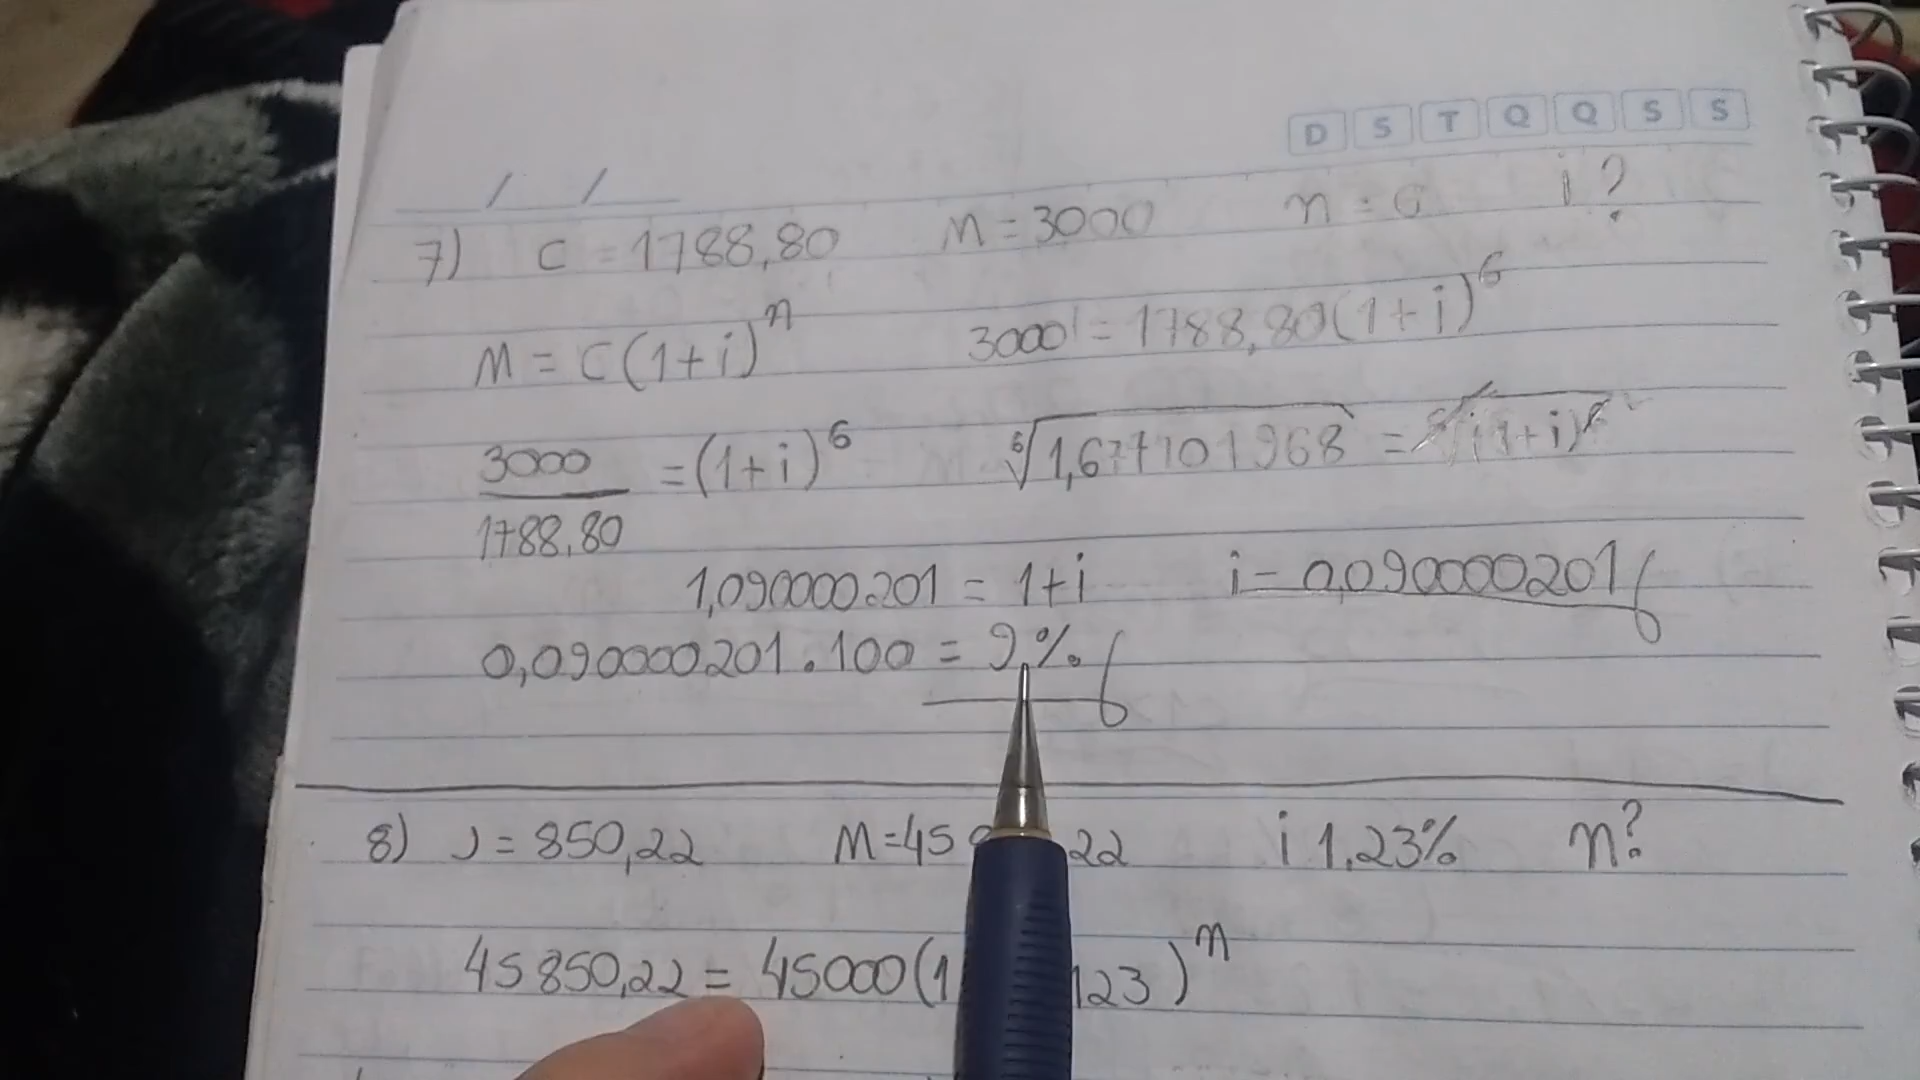 D S T Q Q S S
7) C = 1788,80 M = 3000 n = 6 i?
M = C(1+i)^n 3000 = 1788,80(1+i)^6
3000/1788,80 = (1+i)^6 ⁶√1,677101968 = ⁶√(1+i)^6
1,090000201 = 1+i i = 0,090000201
0,090000201 . 100 = 9%
8) J = 850,22 M=45 22 i 1,23% n?
45850,22 = 45000(1 123)^n